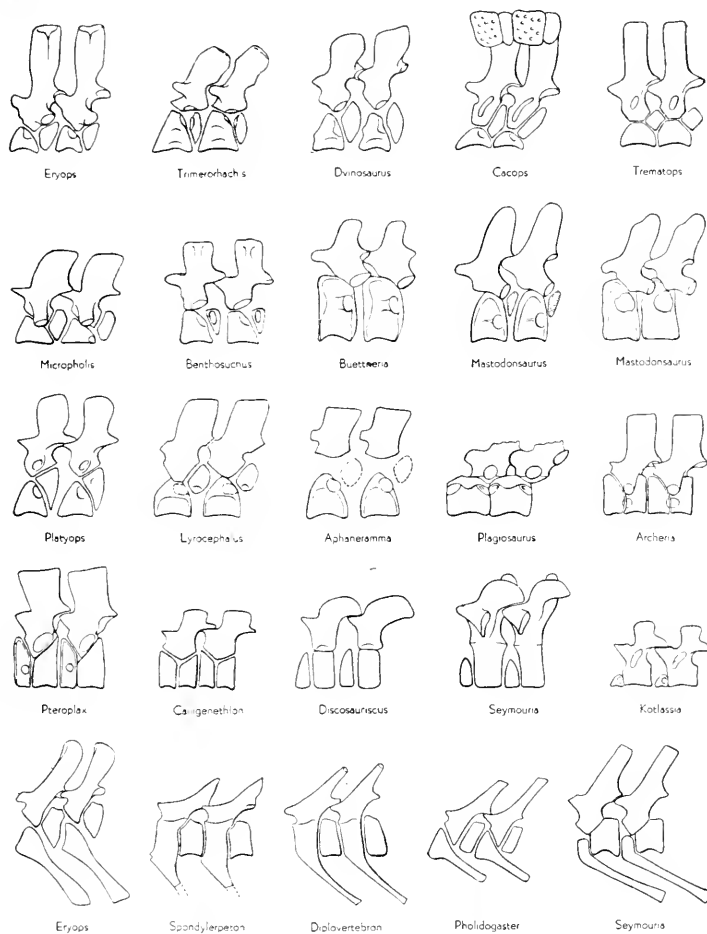 Eryops
Trimerorhachis
Dvinosaurus
Cacops
Trematops
Micropholis
Benthosuchus
Buettneria
Mastodonsaurus
Mastodonsaurus
Platyops
Lyrocephalus
Aphaneramma
Plagiosaurus
Archeria
Pteroplax
Calligenethlon
Discosauriscus
Seymouria
Kotlassia
Eryops
Spondylerpeton
Diplovertebron
Pholidogaster
Seymouria